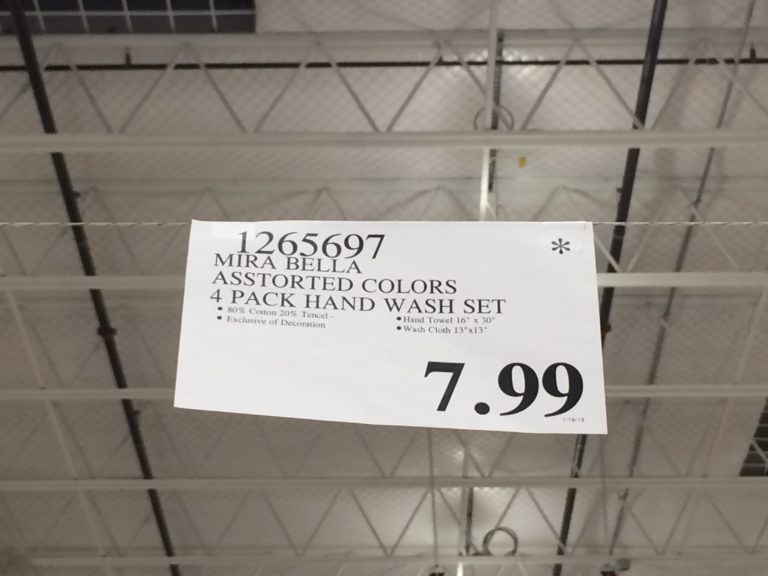 1265697 *
MIRA BELLA
ASSTORTED COLORS
4 PACK HAND WASH SET
• 80% Cotton 20% Tencel -
• Exclusive of Decoration
• Hand Towel 16" x 30"
• Wash Cloth 13"x13"
7.99